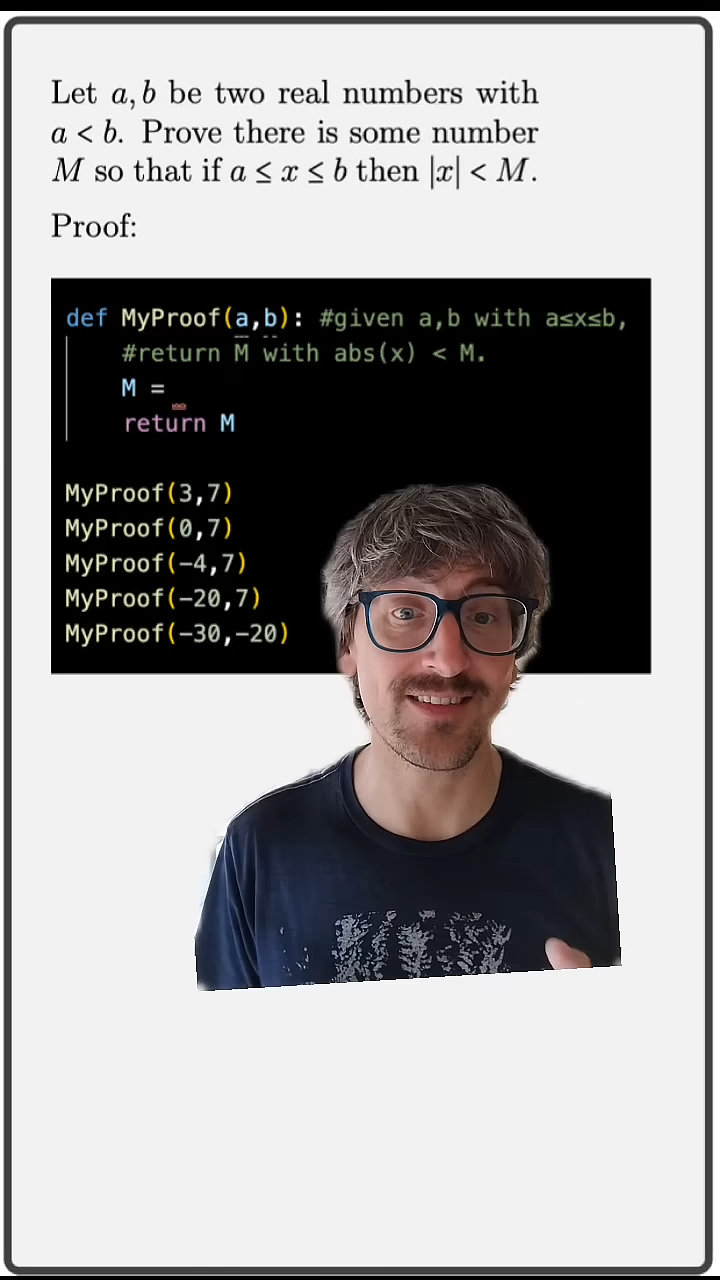 Let a, b be two real numbers with
a < b. Prove there is some number
M so that if a ≤ x ≤ b then |x| < M.
Proof:
def MyProof(a,b): #given a,b with a≤x≤b,
#return M with abs(x) < M.
M =
return M
MyProof(3,7)
MyProof(0,7)
MyProof(-4,7)
MyProof(-20,7)
MyProof(-30,-20)